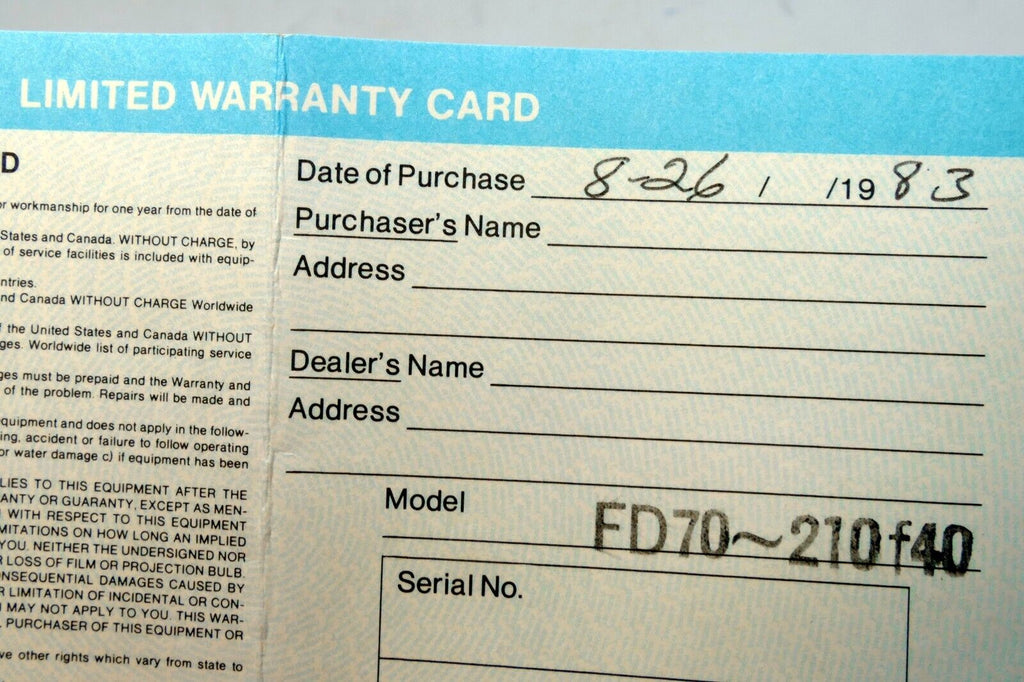 LIMITED WARRANTY CARD
D
r workmanship for one year from the date of
States and Canada. WITHOUT CHARGE, by
of service facilities is included with equip-
ntries.
nd Canada WITHOUT CHARGE Worldwide
f the United States and Canada WITHOUT
ges. Worldwide list of participating service
ges must be prepaid and the Warranty and
of the problem. Repairs will be made and
quipment and does not apply in the follow-
ing, accident or failure to follow operating
or water damage c) if equipment has been
LIES TO THIS EQUIPMENT AFTER THE
ANTY OR GUARANTY, EXCEPT AS MEN-
WITH RESPECT TO THIS EQUIPMENT
MITATIONS ON HOW LONG AN IMPLIED
YOU. NEITHER THE UNDERSIGNED NOR
R LOSS OF FILM OR PROJECTION BULB.
NSEQUENTIAL DAMAGES CAUSED BY
R LIMITATION OF INCIDENTAL OR CON-
N MAY NOT APPLY TO YOU. THIS WAR-
L PURCHASER OF THIS EQUIPMENT OR
ve other rights which vary from state to
Date of Purchase 8-26 / /19 83
Purchaser's Name
Address
Dealer's Name
Address
Model FD70~210f40
Serial No.